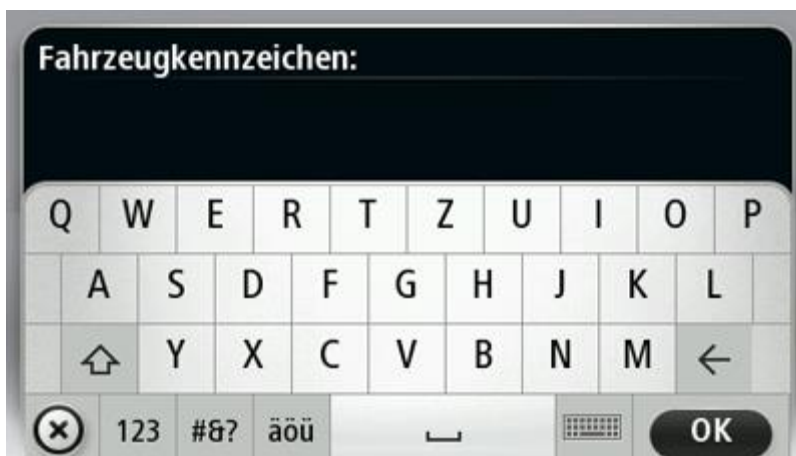 Fahrzeugkennzeichen:
Q W E R T Z U I O P
A S D F G H J K L
Y X C V B N M
123 #&? äöü OK